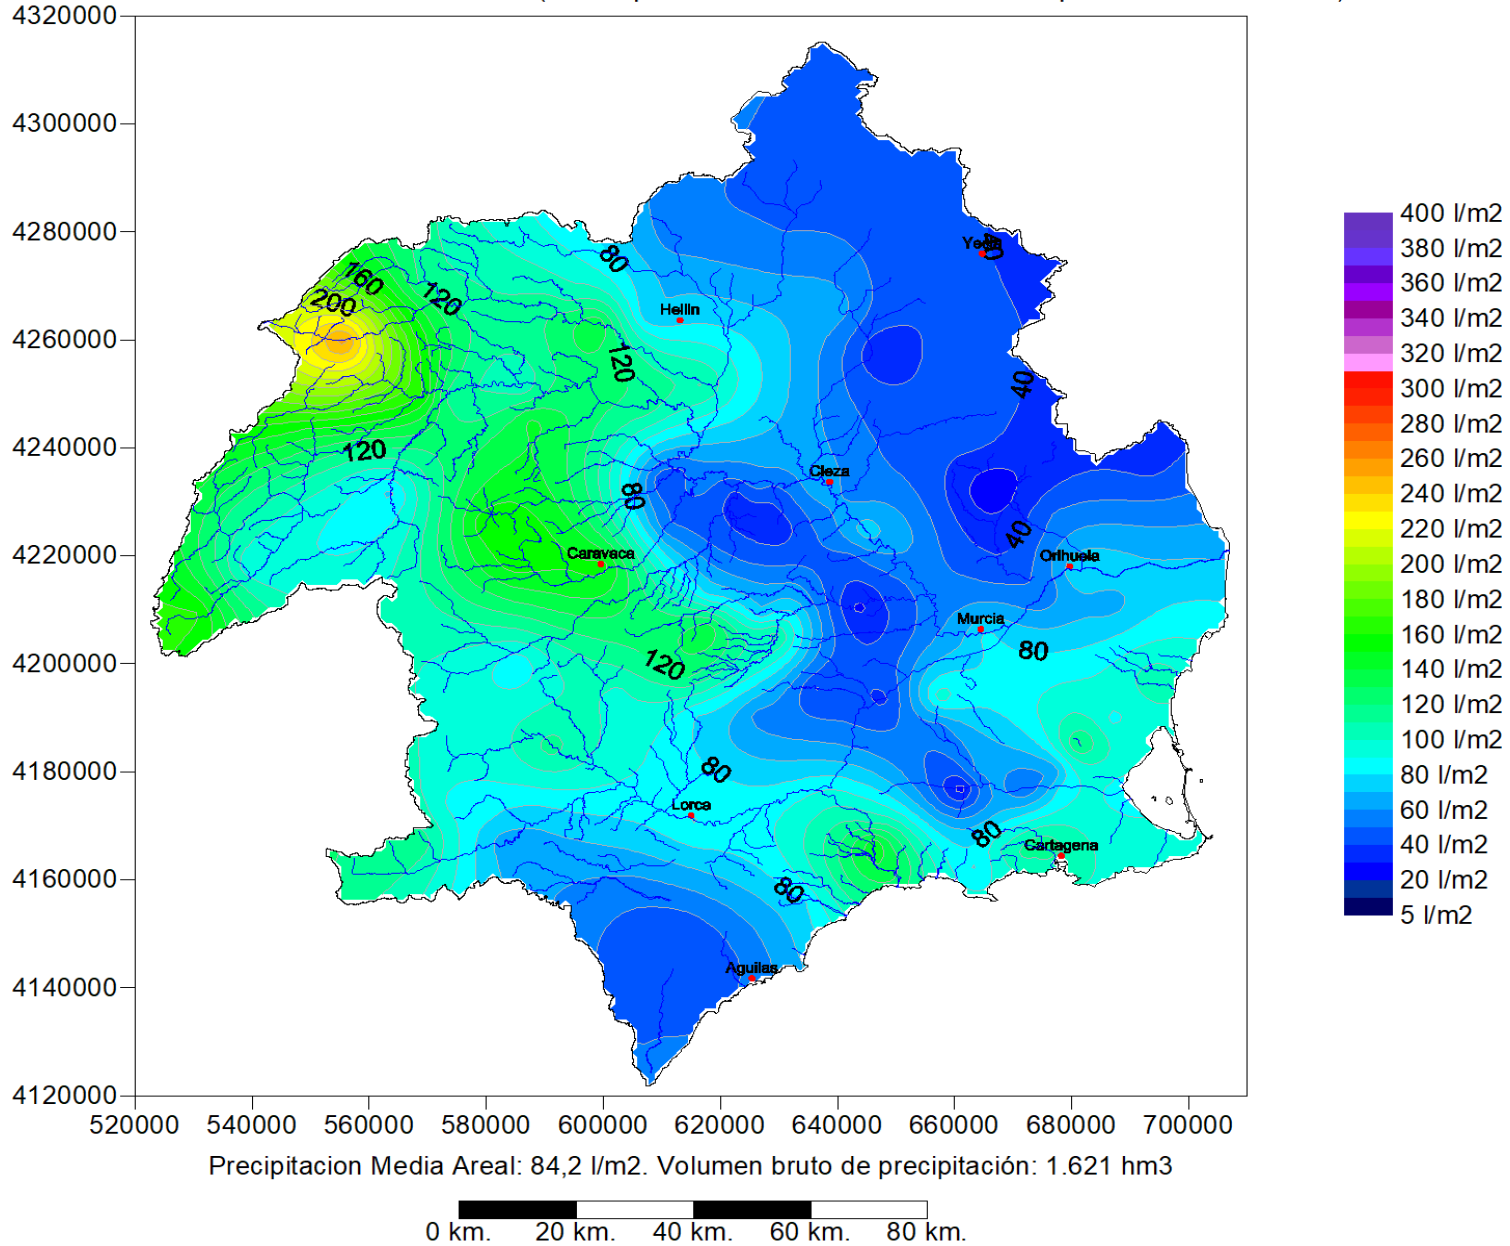 4320000
4300000
4280000
4260000
4240000
4220000
4200000
4180000
4160000
4140000
4120000
520000 540000 560000 580000 600000 620000 640000 660000 680000 700000
80
160
200
120
Hellin
40
120
40
120
80
Cieza
40
Caravaca
Orihuela
Murcia
120
80
80
Lorca
80
Cartagena
80
Aguilas
400 l/m2
380 l/m2
360 l/m2
340 l/m2
320 l/m2
300 l/m2
280 l/m2
260 l/m2
240 l/m2
220 l/m2
200 l/m2
180 l/m2
160 l/m2
140 l/m2
120 l/m2
100 l/m2
80 l/m2
60 l/m2
40 l/m2
20 l/m2
5 l/m2
Precipitacion Media Areal: 84,2 l/m2. Volumen bruto de precipitación: 1.621 hm3
0 km. 20 km. 40 km. 60 km. 80 km.